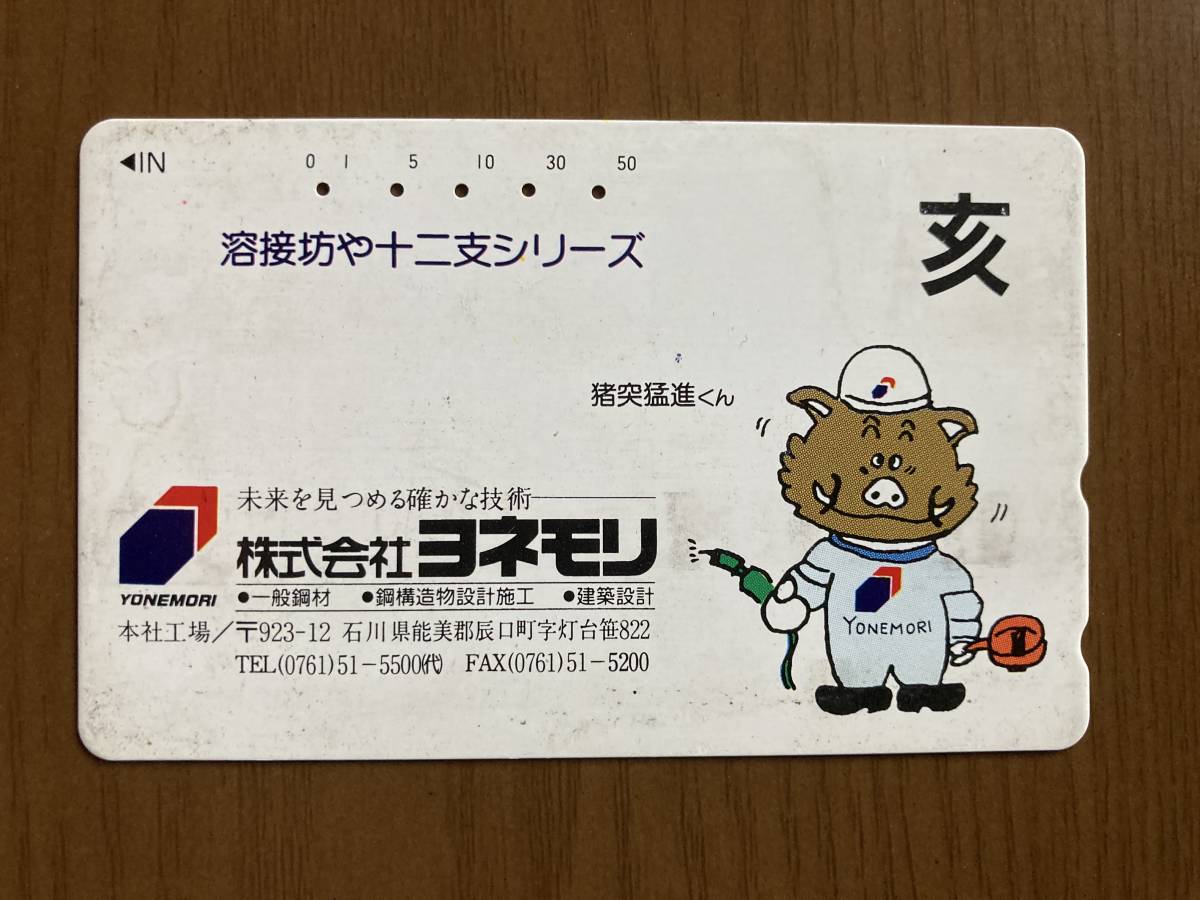 ◀IN
0 1 5 10 30 50
亥
溶接坊や十二支シリーズ
猪突猛進くん
未来を見つめる確かな技術
株式会社ヨネモリ
YONEMORI
●一般鋼材 ●鋼構造物設計施工 ●建築設計
本社工場/〒923-12 石川県能美郡辰口町字灯台笹822
TEL(0761)51-5500㈹ FAX(0761)51-5200
YONEMORI